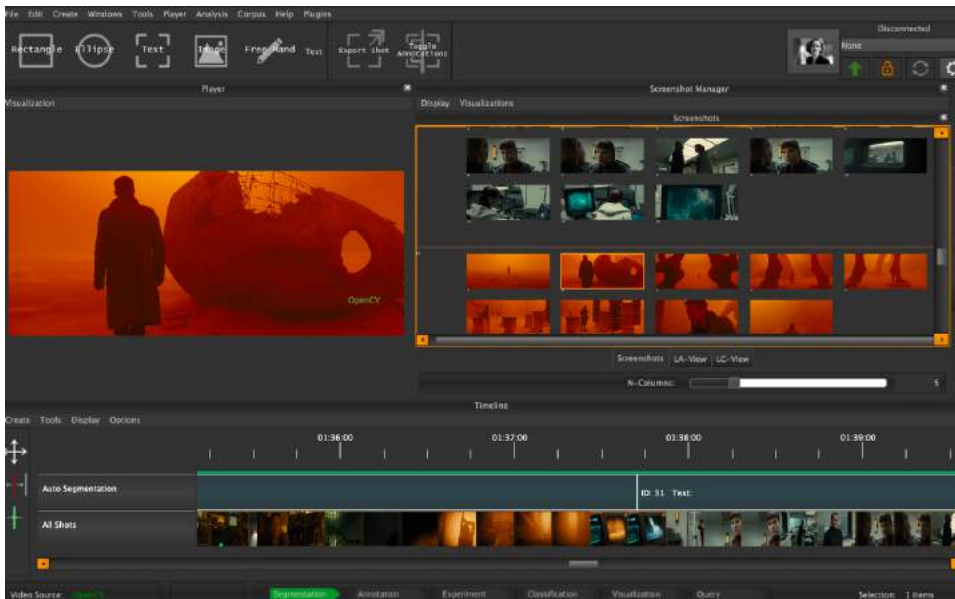 File Edit Create Windows Tools Player Analysis Corpus Help Plugins
Disconnected
Rectangle Ellipse Text Image Free Hand Text Export Shot Toggle Annotations
None
Player
Screenshot Manager
Visualization
Display Visualizations
Screenshots
OpenCV
Screenshots LA-View LC-View
N-Columns: 5
Timeline
Create Tools Display Options
01:36:00 01:37:00 01:38:00 01:39:00
Auto Segmentation
ID: 31 Text:
All Shots
Video Source: OpenCV
Segmentation Annotation Experiment Classification Visualization Query
Selection: 1 Items